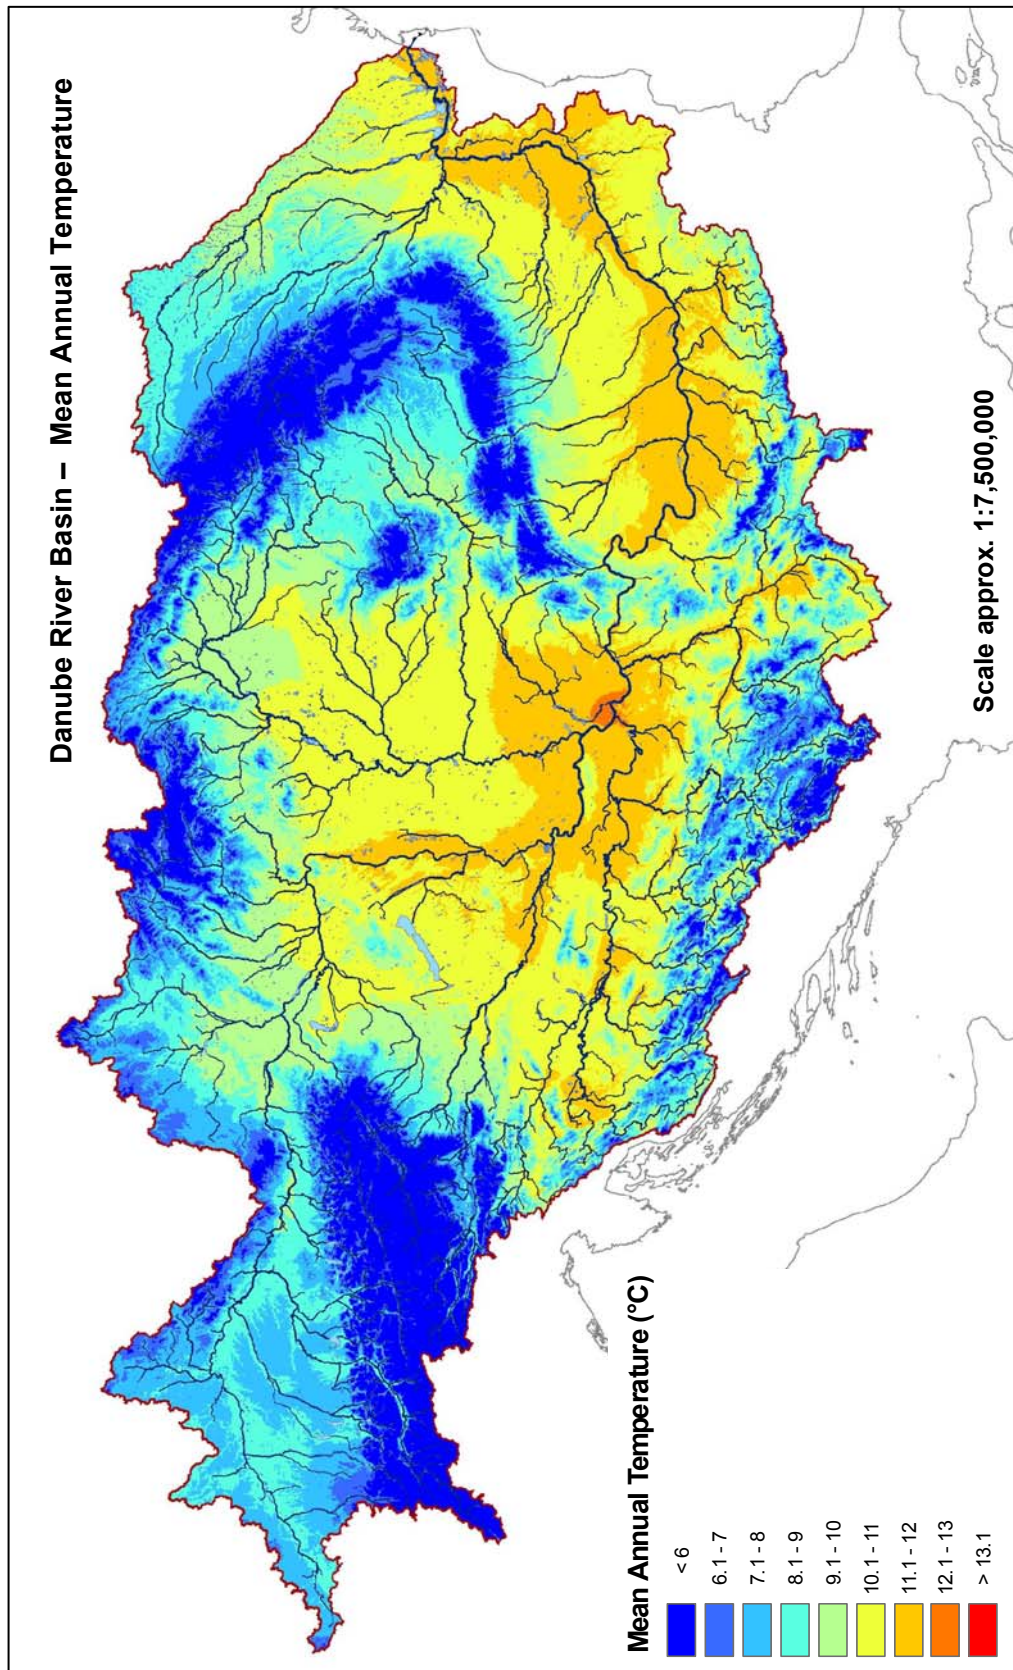 Danube River Basin – Mean Annual Temperature
Mean Annual Temperature (°C)
< 6
6.1 - 7
7.1 - 8
8.1 - 9
9.1 - 10
10.1 - 11
11.1 - 12
12.1 - 13
> 13.1
Scale approx. 1:7,500,000